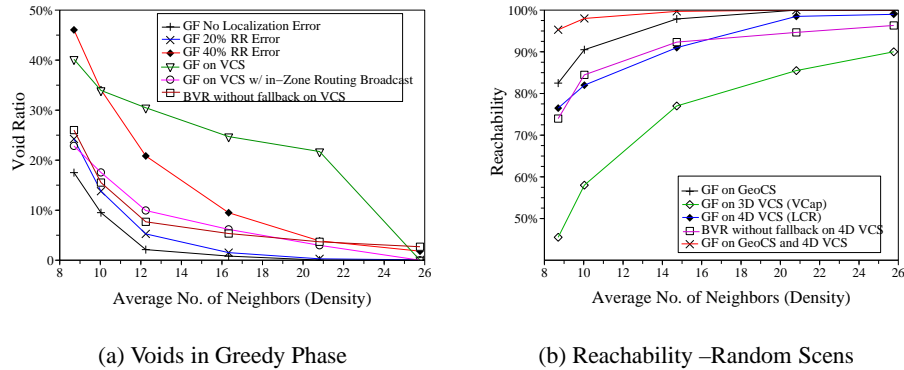 GF No Localization Error
GF 20% RR Error
GF 40% RR Error
GF on VCS
GF on VCS w/ in−Zone Routing Broadcast
BVR without fallback on VCS
50%
40%
30%
20%
10%
0
Void Ratio
8 10 12 14 16 18 20 22 24 26
Average No. of Neighbors (Density)
(a) Voids in Greedy Phase
100%
90%
80%
70%
60%
50%
Reachability
GF on GeoCS
GF on 3D VCS (VCap)
GF on 4D VCS (LCR)
BVR without fallback on 4D VCS
GF on GeoCS and 4D VCS
8 10 12 14 16 18 20 22 24 26
Average No. of Neighbors (Density)
(b) Reachability –Random Scens